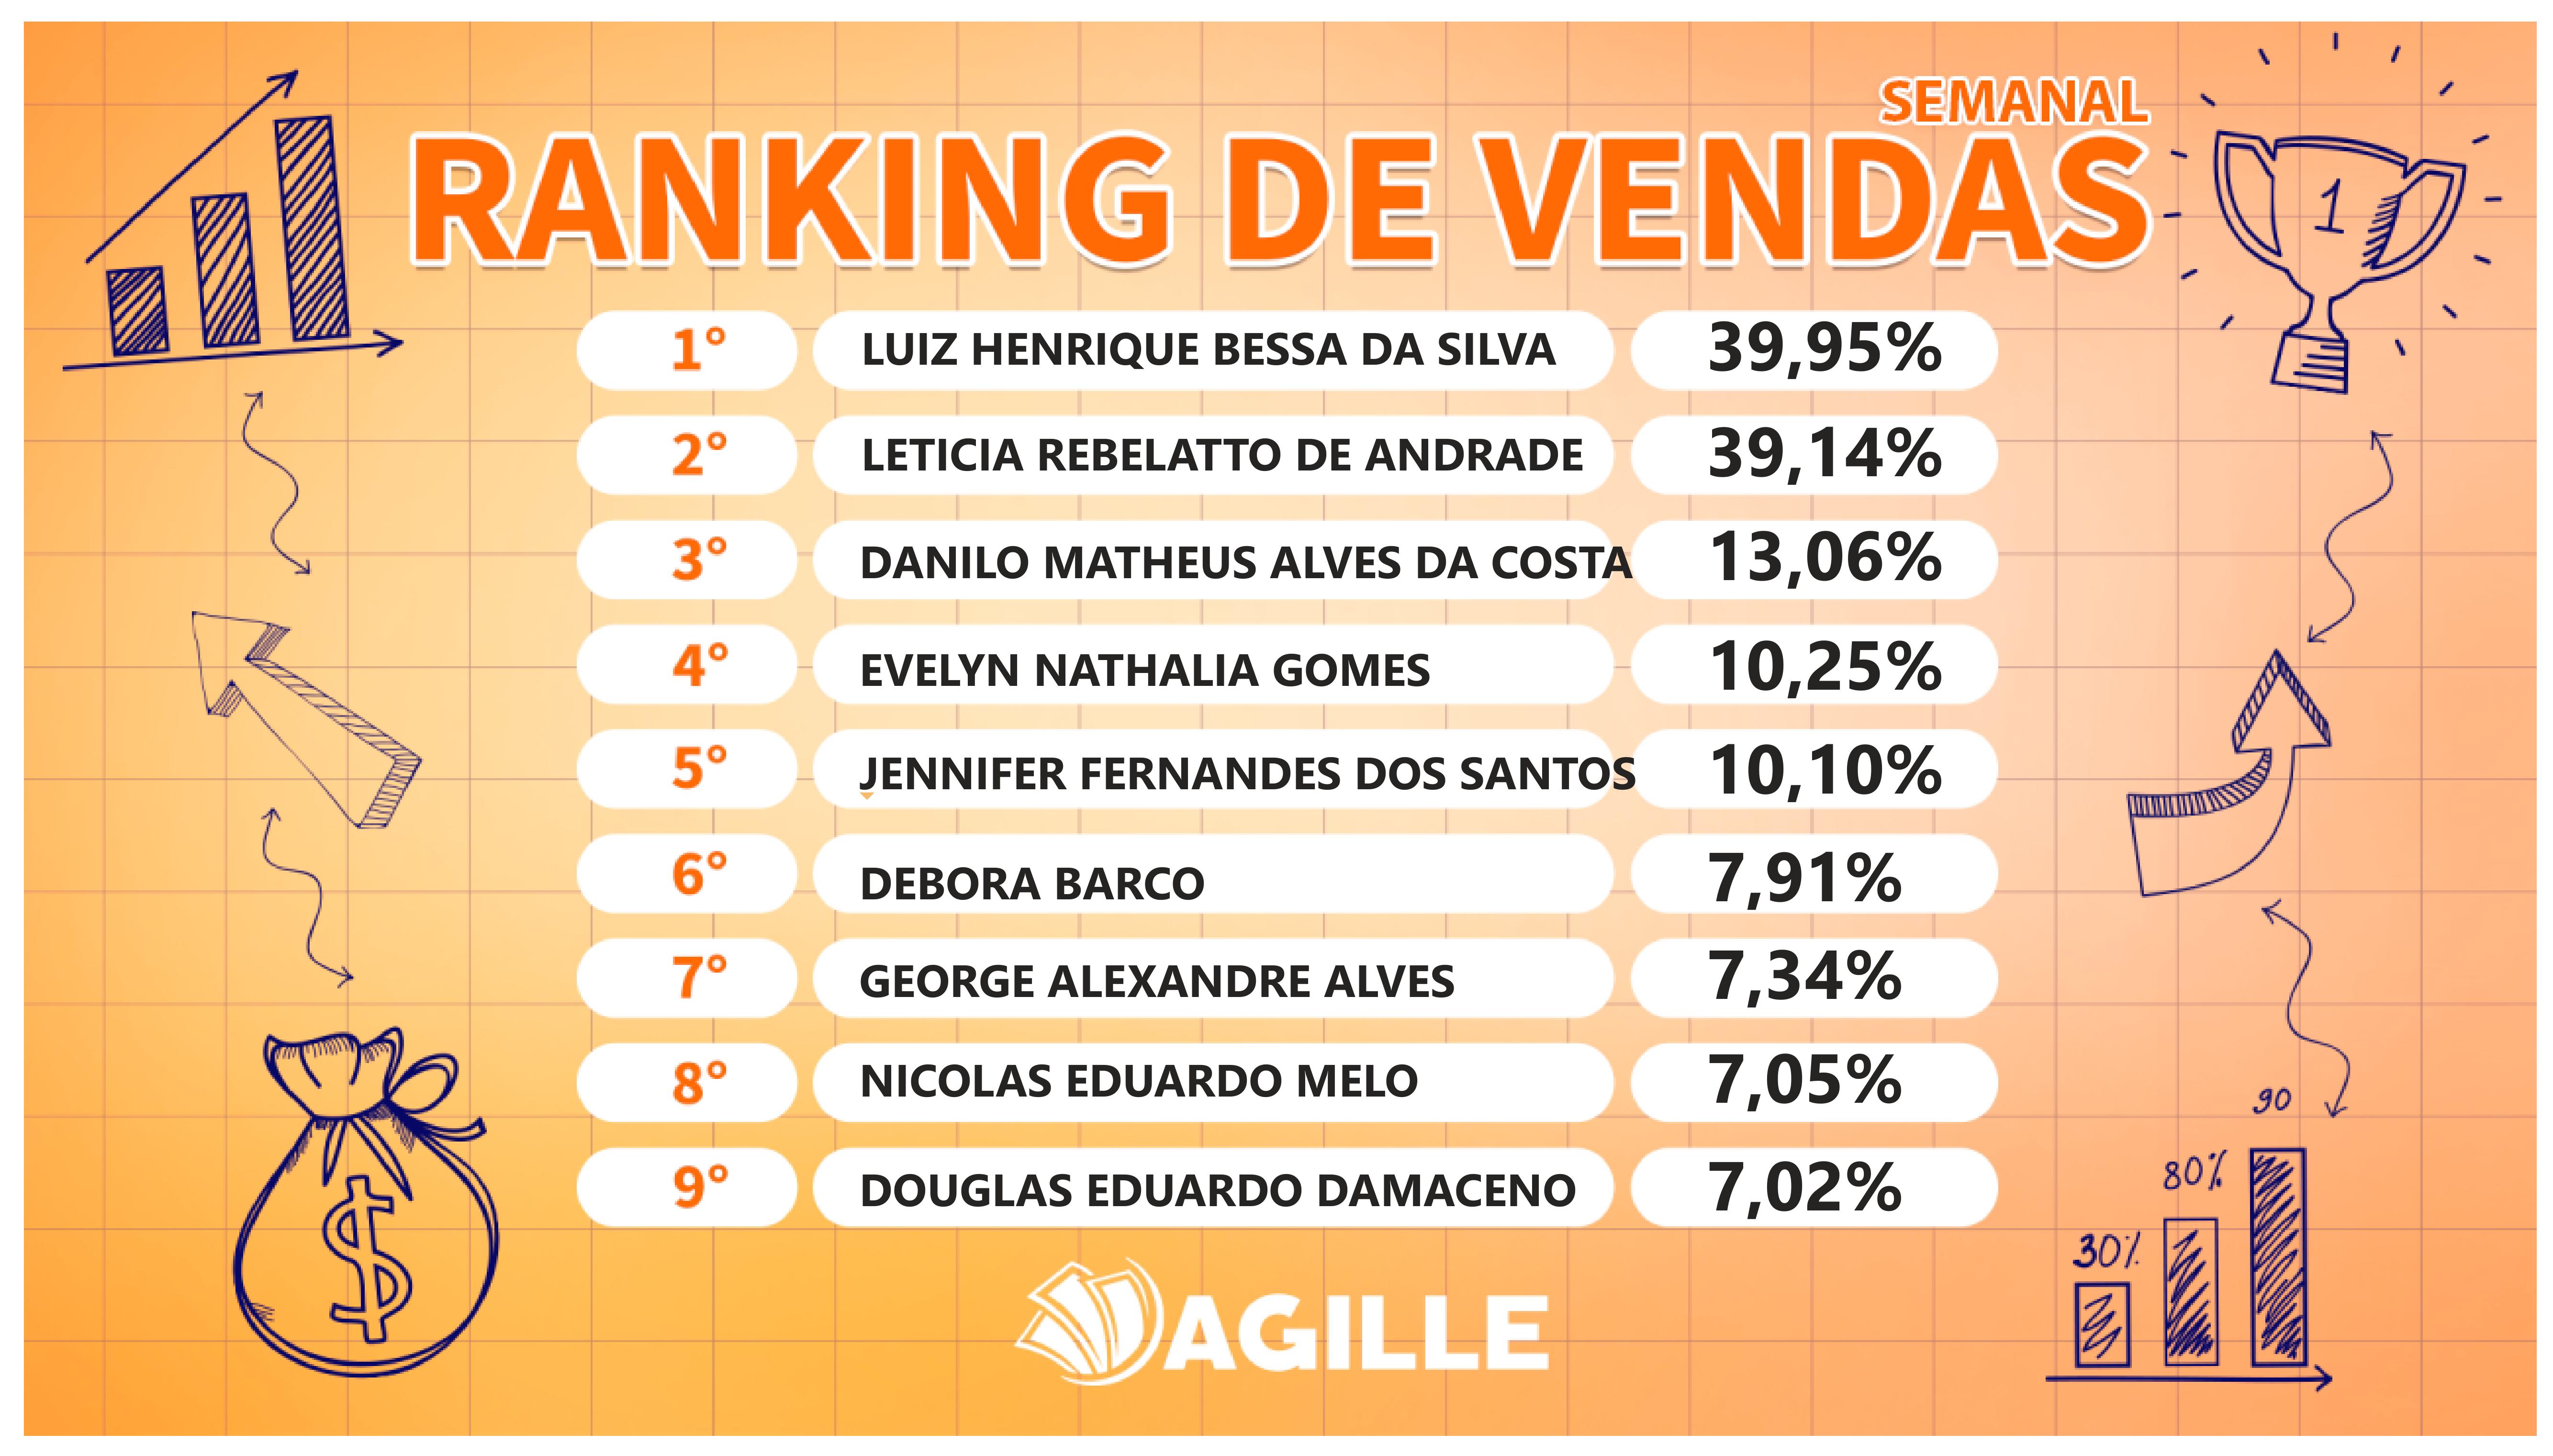 SEMANAL
RANKING DE VENDAS
1
1° LUIZ HENRIQUE BESSA DA SILVA 39,95%
2° LETICIA REBELATTO DE ANDRADE 39,14%
3° DANILO MATHEUS ALVES DA COSTA 13,06%
4° EVELYN NATHALIA GOMES 10,25%
5° JENNIFER FERNANDES DOS SANTOS 10,10%
6° DEBORA BARCO 7,91%
7° GEORGE ALEXANDRE ALVES 7,34%
8° NICOLAS EDUARDO MELO 7,05%
9° DOUGLAS EDUARDO DAMACENO 7,02%
$
30%
80%
90
AGILLE